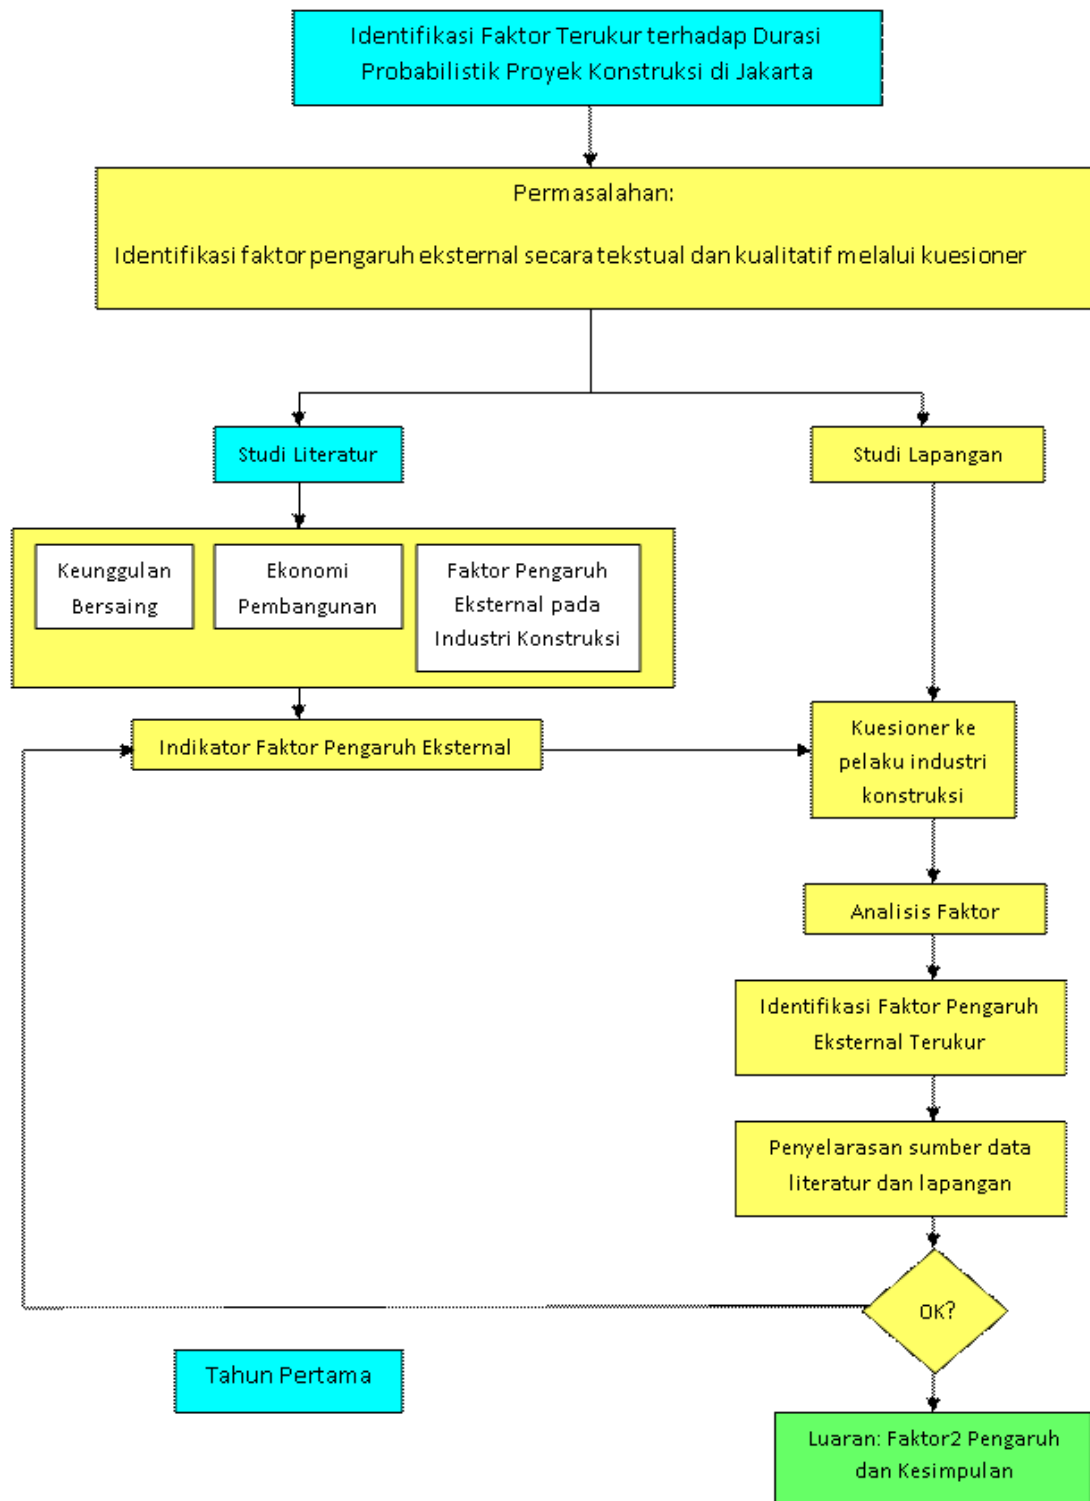 Identifikasi Faktor Terukur terhadap Durasi
Probabilistik Proyek Konstruksi di Jakarta
Permasalahan:
Identifikasi faktor pengaruh eksternal secara tekstual dan kualitatif melalui kuesioner
Studi Literatur
Studi Lapangan
Keunggulan
Bersaing
Ekonomi
Pembangunan
Faktor Pengaruh
Eksternal pada
Industri Konstruksi
Indikator Faktor Pengaruh Eksternal
Kuesioner ke
pelaku industri
konstruksi
Analisis Faktor
Identifikasi Faktor Pengaruh
Eksternal Terukur
Penyelarasan sumber data
literatur dan lapangan
OK?
Tahun Pertama
Luaran: Faktor2 Pengaruh
dan Kesimpulan